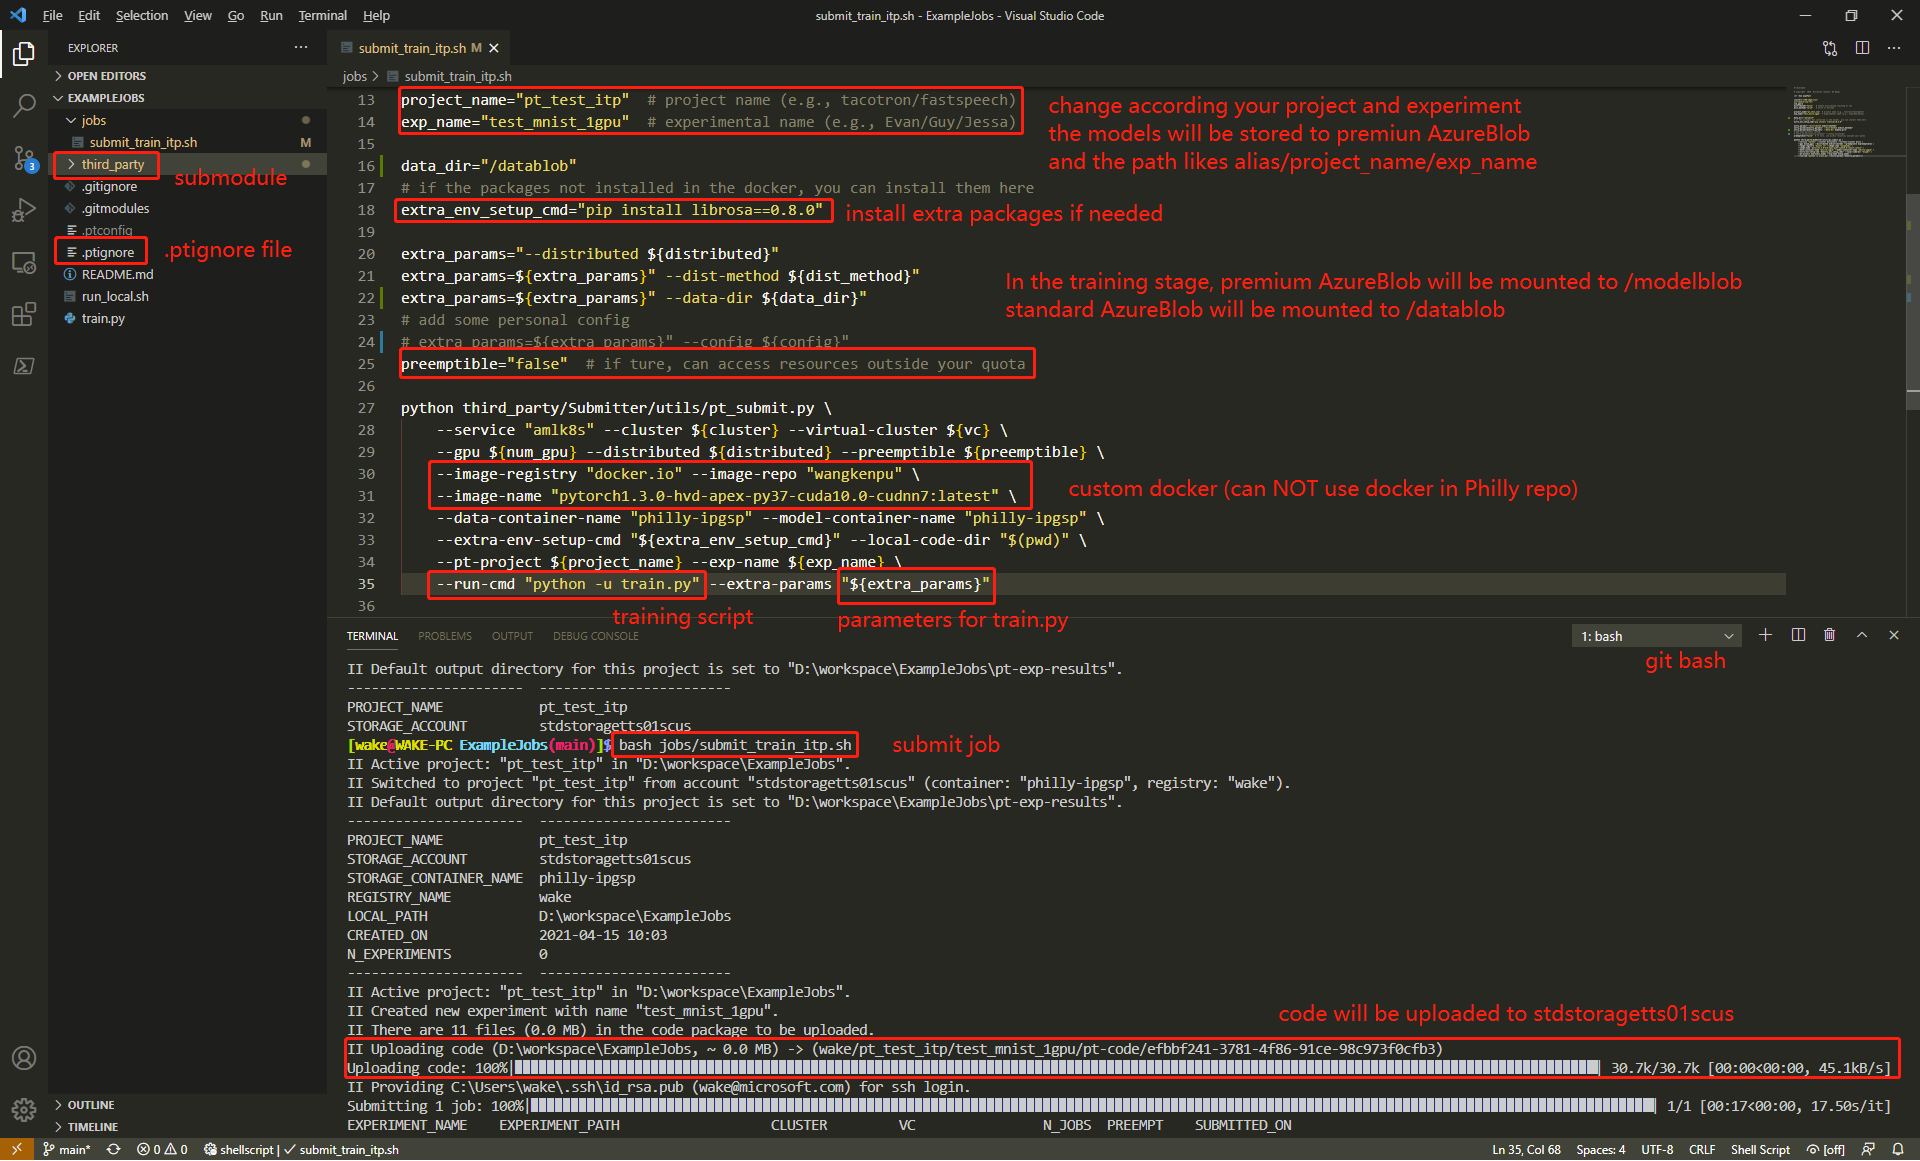 File Edit Selection View Go Run Terminal Help
submit_train_itp.sh - ExampleJobs - Visual Studio Code
EXPLORER
OPEN EDITORS
EXAMPLEJOBS
jobs
submit_train_itp.sh M
third_party
submodule
.gitignore
.gitmodules
.ptconfig
.ptignore
.ptignore file
README.md
run_local.sh
train.py
3
OUTLINE
TIMELINE
submit_train_itp.sh M
jobs > submit_train_itp.sh
13 project_name="pt_test_itp" # project name (e.g., tacotron/fastspeech)
14 exp_name="test_mnist_1gpu" # experimental name (e.g., Evan/Guy/Jessa)
change according your project and experiment
the models will be stored to premiun AzureBlob
and the path likes alias/project_name/exp_name
15
16 data_dir="/datablob"
17 # if the packages not installed in the docker, you can install them here
18 extra_env_setup_cmd="pip install librosa==0.8.0"
install extra packages if needed
19
20 extra_params="--distributed ${distributed}"
21 extra_params=${extra_params}" --dist-method ${dist_method}"
22 extra_params=${extra_params}" --data-dir ${data_dir}"
In the training stage, premium AzureBlob will be mounted to /modelblob
standard AzureBlob will be mounted to /datablob
23 # add some personal config
24 # extra_params=${extra_params}" --config ${config}"
25 preemptible="false" # if ture, can access resources outside your quota
26
27 python third_party/Submitter/utils/pt_submit.py \
28 --service "amlk8s" --cluster ${cluster} --virtual-cluster ${vc} \
29 --gpu ${num_gpu} --distributed ${distributed} --preemptible ${preemptible} \
30 --image-registry "docker.io" --image-repo "wangkenpu" \
31 --image-name "pytorch1.3.0-hvd-apex-py37-cuda10.0-cudnn7:latest" \
custom docker (can NOT use docker in Philly repo)
32 --data-container-name "philly-ipgsp" --model-container-name "philly-ipgsp" \
33 --extra-env-setup-cmd "${extra_env_setup_cmd}" --local-code-dir "$(pwd)" \
34 --pt-project ${project_name} --exp-name ${exp_name} \
35 --run-cmd "python -u train.py" --extra-params "${extra_params}"
36
training script
parameters for train.py
TERMINAL PROBLEMS OUTPUT DEBUG CONSOLE
1: bash
git bash
II Default output directory for this project is set to "D:\workspace\ExampleJobs\pt-exp-results".
---------------------- ------------------------
PROJECT_NAME pt_test_itp
STORAGE_ACCOUNT stdstoragetts01scus
[wake@WAKE-PC ExampleJobs(main)]$ bash jobs/submit_train_itp.sh
submit job
II Active project: "pt_test_itp" in "D:\workspace\ExampleJobs".
II Switched to project "pt_test_itp" from account "stdstoragetts01scus" (container: "philly-ipgsp", registry: "wake").
II Default output directory for this project is set to "D:\workspace\ExampleJobs\pt-exp-results".
---------------------- ------------------------
PROJECT_NAME pt_test_itp
STORAGE_ACCOUNT stdstoragetts01scus
STORAGE_CONTAINER_NAME philly-ipgsp
REGISTRY_NAME wake
LOCAL_PATH D:\workspace\ExampleJobs
CREATED_ON 2021-04-15 10:03
N_EXPERIMENTS 0
---------------------- ------------------------
II Active project: "pt_test_itp" in "D:\workspace\ExampleJobs".
II Created new experiment with name "test_mnist_1gpu".
II There are 11 files (0.0 MB) in the code package to be uploaded.
code will be uploaded to stdstoragetts01scus
II Uploading code (D:\workspace\ExampleJobs, ~ 0.0 MB) -> (wake/pt_test_itp/test_mnist_1gpu/pt-code/efbbf241-3781-4f86-91ce-98c973f0cfb3)
Uploading code: 100%| | 30.7k/30.7k [00:00<00:00, 45.1kB/s]
II Providing C:\Users\wake\.ssh\id_rsa.pub (wake@microsoft.com) for ssh login.
Submitting 1 job: 100%| | 1/1 [00:17<00:00, 17.50s/it]
EXPERIMENT_NAME EXPERIMENT_PATH CLUSTER VC N_JOBS PREEMPT SUBMITTED_ON
main* 0 0 shellscript | submit_train_itp.sh
Ln 35, Col 68 Spaces: 4 UTF-8 CRLF Shell Script [off]